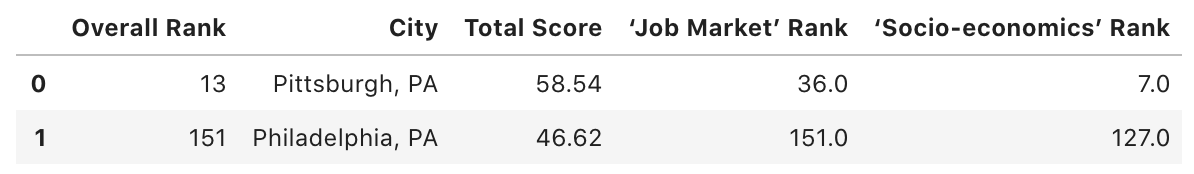 Overall Rank City Total Score ‘Job Market’ Rank ‘Socio-economics’ Rank
0 13 Pittsburgh, PA 58.54 36.0 7.0
1 151 Philadelphia, PA 46.62 151.0 127.0